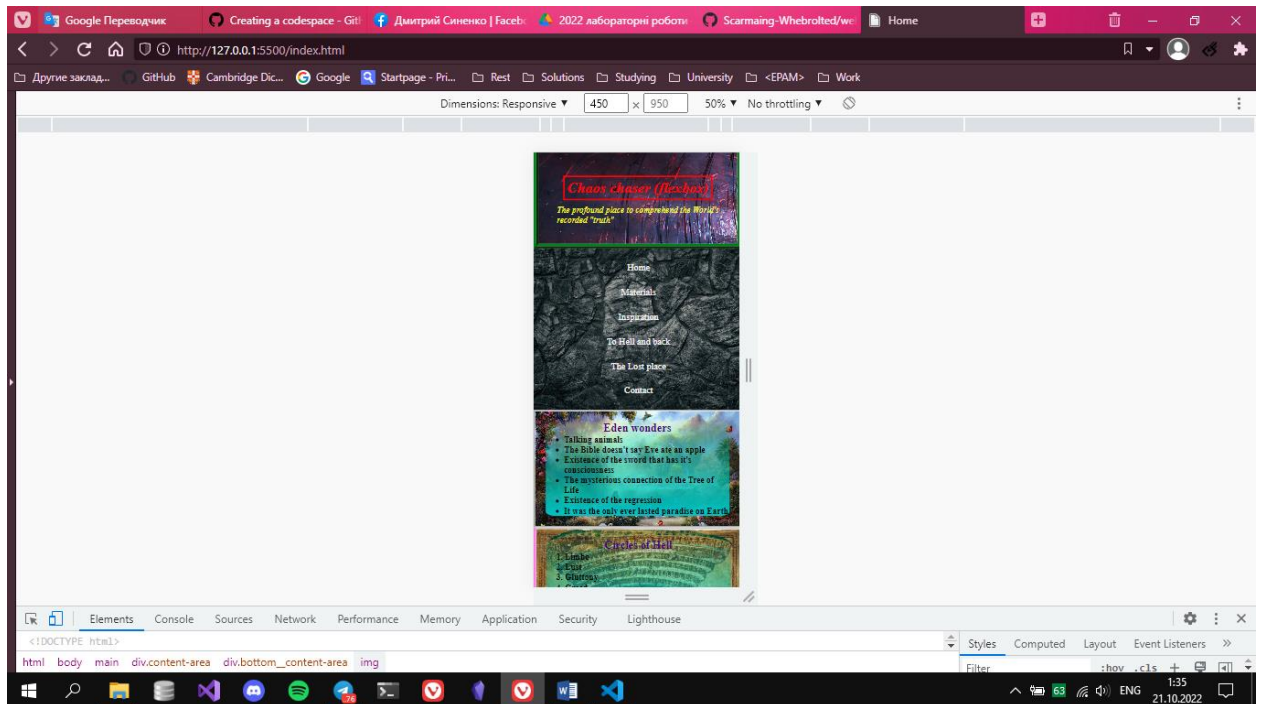 Google Переводчик
Creating a codespace - Gitl
Дмитрий Синенко | Facebo
2022 лабораторні роботи
Scarmaing-Whebrolted/we
Home
http://127.0.0.1:5500/index.html
Другие заклад...
GitHub
Cambridge Dic...
Google
Startpage - Pri...
Rest
Solutions
Studying
University
<EPAM>
Work
Dimensions: Responsive ▼ 450 × 950 50% ▼ No throttling ▼
Chaos chaser (flexbox)
The profound place to comprehend the World's
recorded "truth"
Home
Materials
Inspiration
To Hell and back
The Lost place
Contact
Eden wonders
• Talking animals
• The Bible doesn't say Eve ate an apple
• Existence of the sword that has it's
consciousness
• The mysterious connection of the Tree of
Life
• Existence of the regression
• It was the only ever lasted paradise on Earth
Circles of Hell
1. Limbo
2. Lust
3. Gluttony
Elements Console Sources Network Performance Memory Application Security Lighthouse
<!DOCTYPE html>
Styles Computed Layout Event Listeners »
html body main div.content-area div.bottom__content-area img
Filter :hov .cls +
76
63
ENG
1:35
21.10.2022